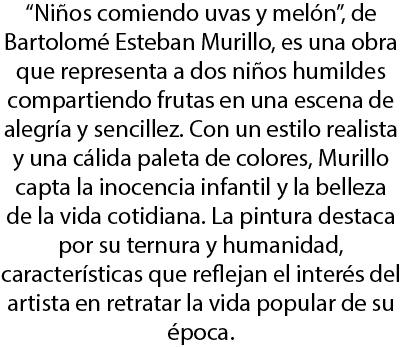 “Niños comiendo uvas y melón”, de
Bartolomé Esteban Murillo, es una obra
que representa a dos niños humildes
compartiendo frutas en una escena de
alegría y sencillez. Con un estilo realista
y una cálida paleta de colores, Murillo
capta la inocencia infantil y la belleza
de la vida cotidiana. La pintura destaca
por su ternura y humanidad,
características que reflejan el interés del
artista en retratar la vida popular de su
época.